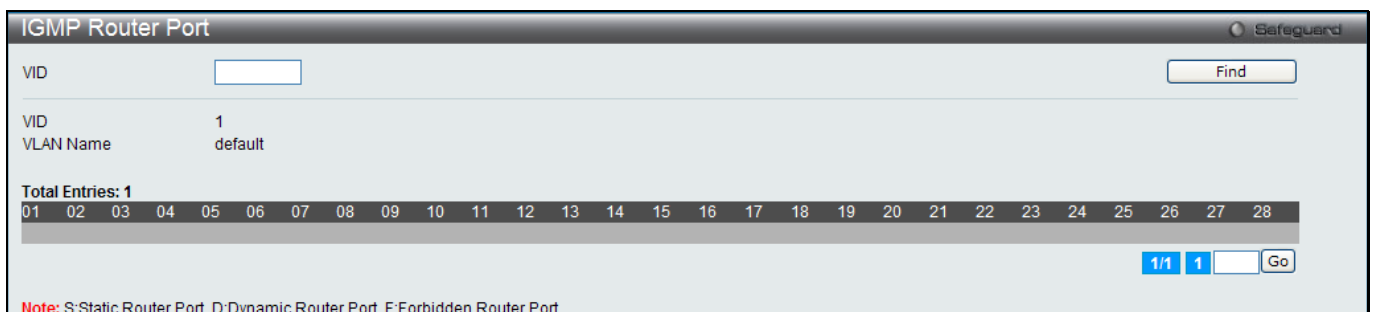 IGMP Router Port Safeguard
VID Find
VID 1
VLAN Name default
Total Entries: 1
01 02 03 04 05 06 07 08 09 10 11 12 13 14 15 16 17 18 19 20 21 22 23 24 25 26 27 28
1/1 1 Go
Note: S:Static Router Port, D:Dynamic Router Port, F:Forbidden Router Port